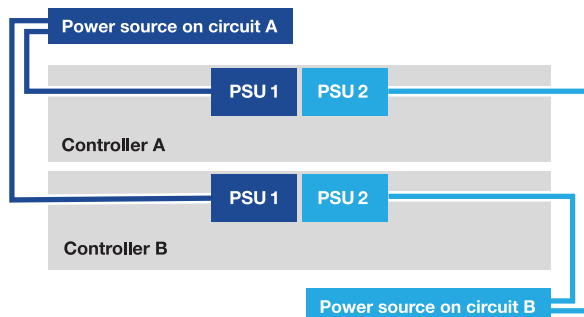 Power source on circuit A
PSU 1
PSU 2
Controller A
PSU 1
PSU 2
Controller B
Power source on circuit B